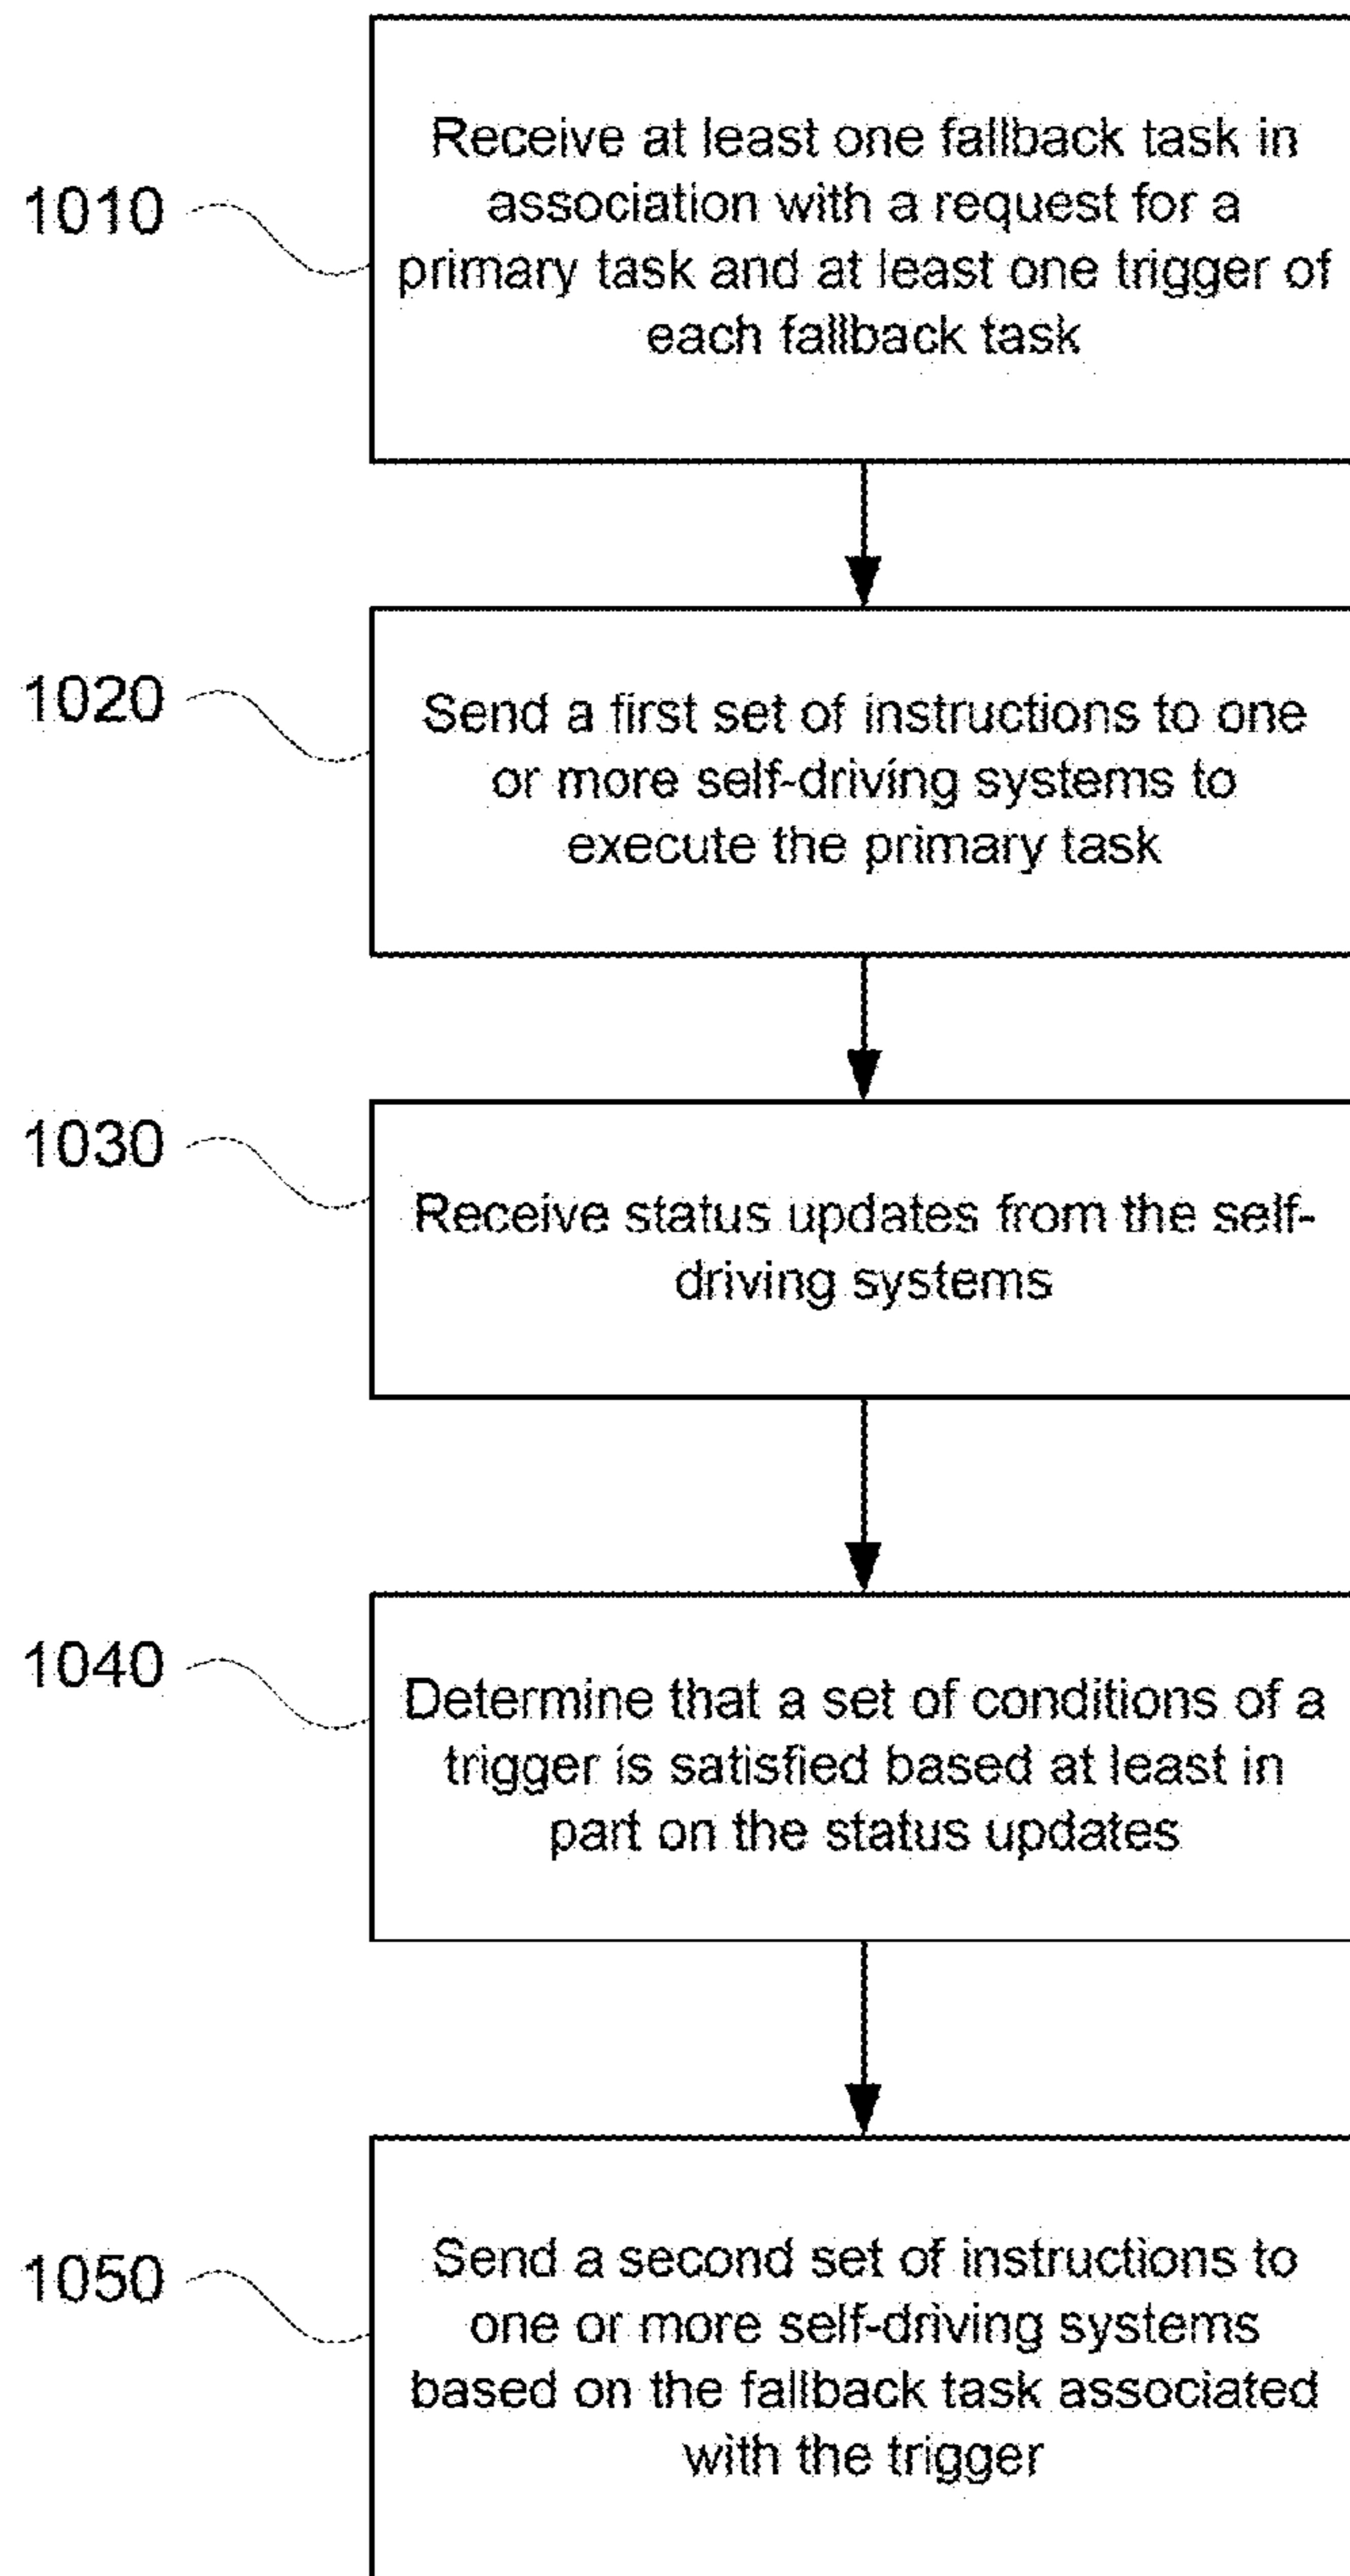 1010
Receive at least one fallback task in
association with a request for a
primary task and at least one trigger of
each fallback task
1020
Send a first set of instructions to one
or more self-driving systems to
execute the primary task
1030
Receive status updates from the self-
driving systems
1040
Determine that a set of conditions of a
trigger is satisfied based at least in
part on the status updates
1050
Send a second set of instructions to
one or more self-driving systems
based on the fallback task associated
with the trigger